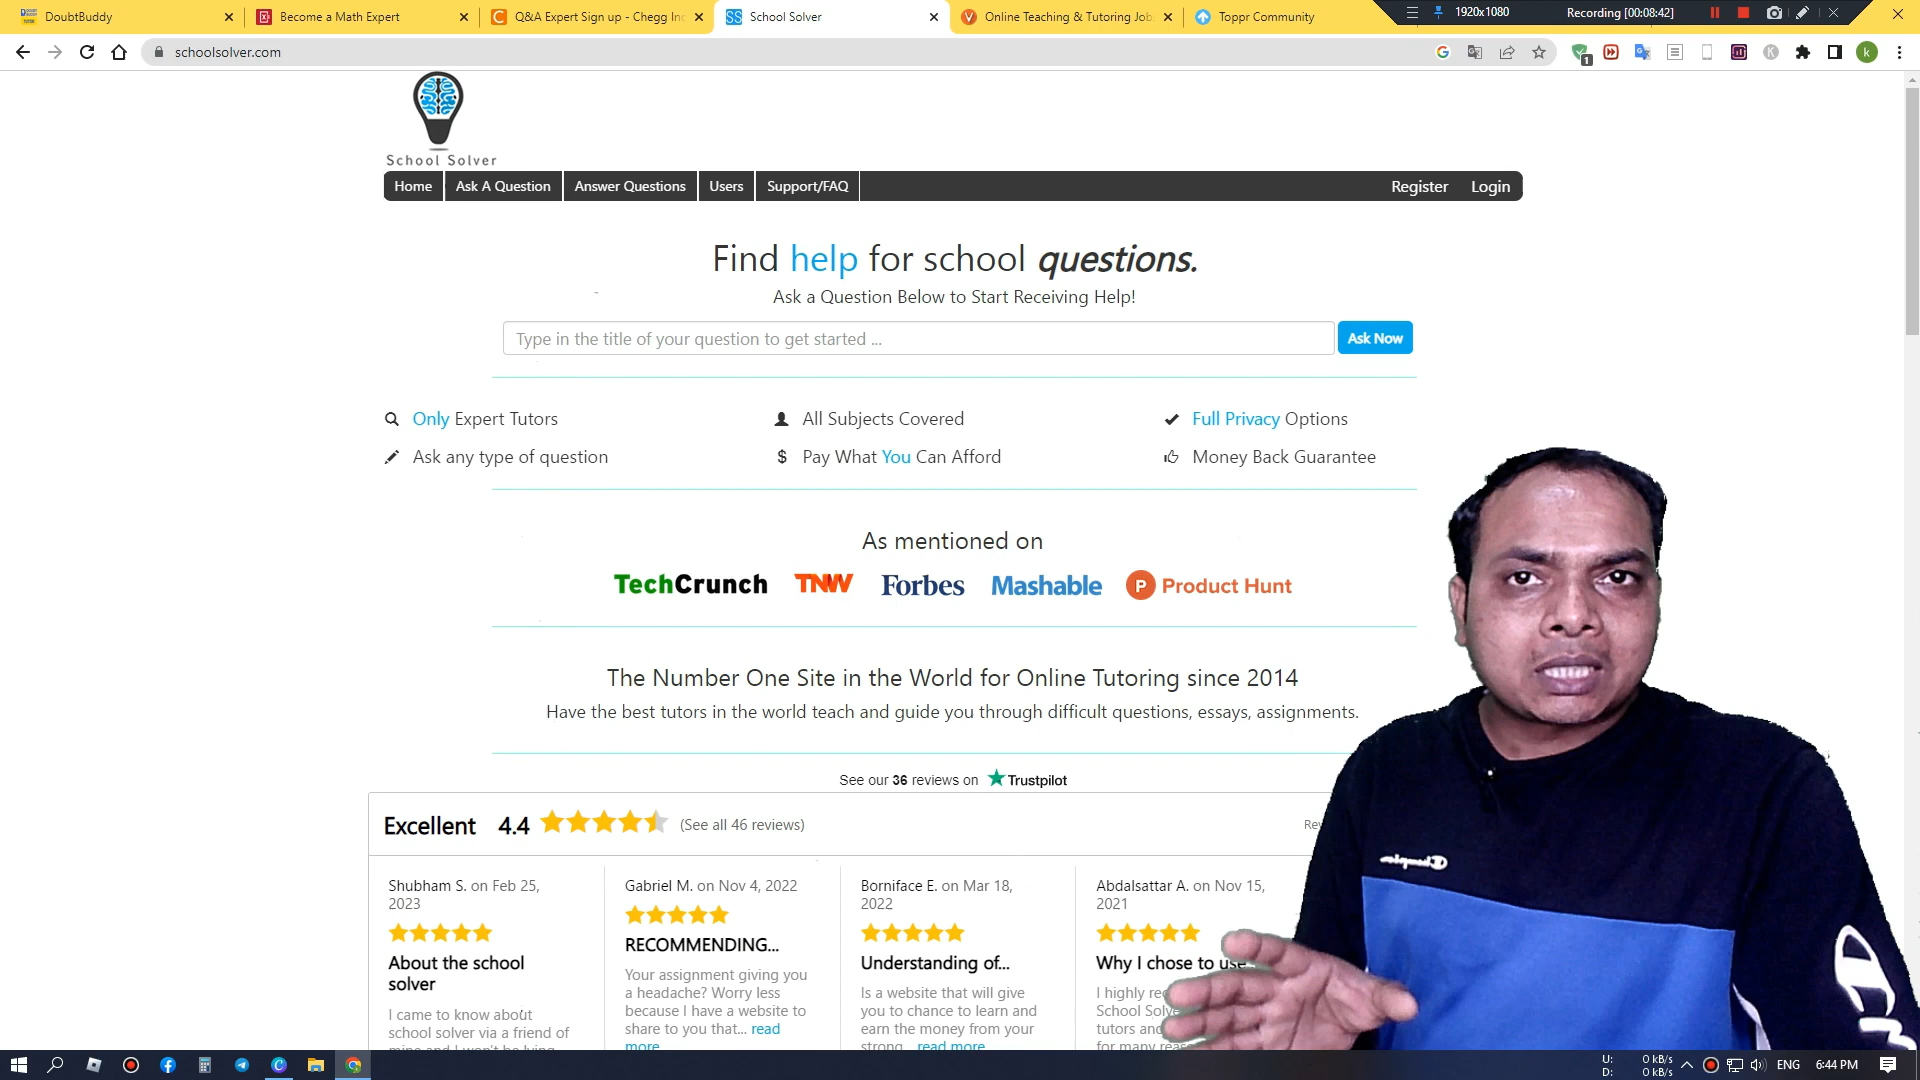 DoubtBuddy
Become a Math Expert
Q&A Expert Sign up - Chegg Inc
School Solver
Online Teaching & Tutoring Job
Toppr Community
1920x1080
Recording [00:08:42]
schoolsolver.com
1
k
School Solver
Home
Ask A Question
Answer Questions
Users
Support/FAQ
Register
Login
Find help for school questions.
Ask a Question Below to Start Receiving Help!
Type in the title of your question to get started ...
Ask Now
Only Expert Tutors
All Subjects Covered
Full Privacy Options
Ask any type of question
$ Pay What You Can Afford
Money Back Guarantee
As mentioned on
TechCrunch
TNW
Forbes
Mashable
P Product Hunt
The Number One Site in the World for Online Tutoring since 2014
Have the best tutors in the world teach and guide you through difficult questions, essays, assignments.
See our 36 reviews on Trustpilot
Excellent 4.4 (See all 46 reviews)
Shubham S. on Feb 25,
2023
About the school
solver
I came to know about
school solver via a friend of
Gabriel M. on Nov 4, 2022
RECOMMENDING...
Your assignment giving you
a headache? Worry less
because I have a website to
share to you that... read
more
Borniface E. on Mar 18,
2022
Understanding of...
Is a website that will give
you to chance to learn and
earn the money from your
strong... read more
Abdalsattar A. on Nov 15,
2021
Why I chose to use
I highly
School
tutors and
for many
Champion
U: 0 kB/s
D: 0 kB/s
ENG
6:44 PM